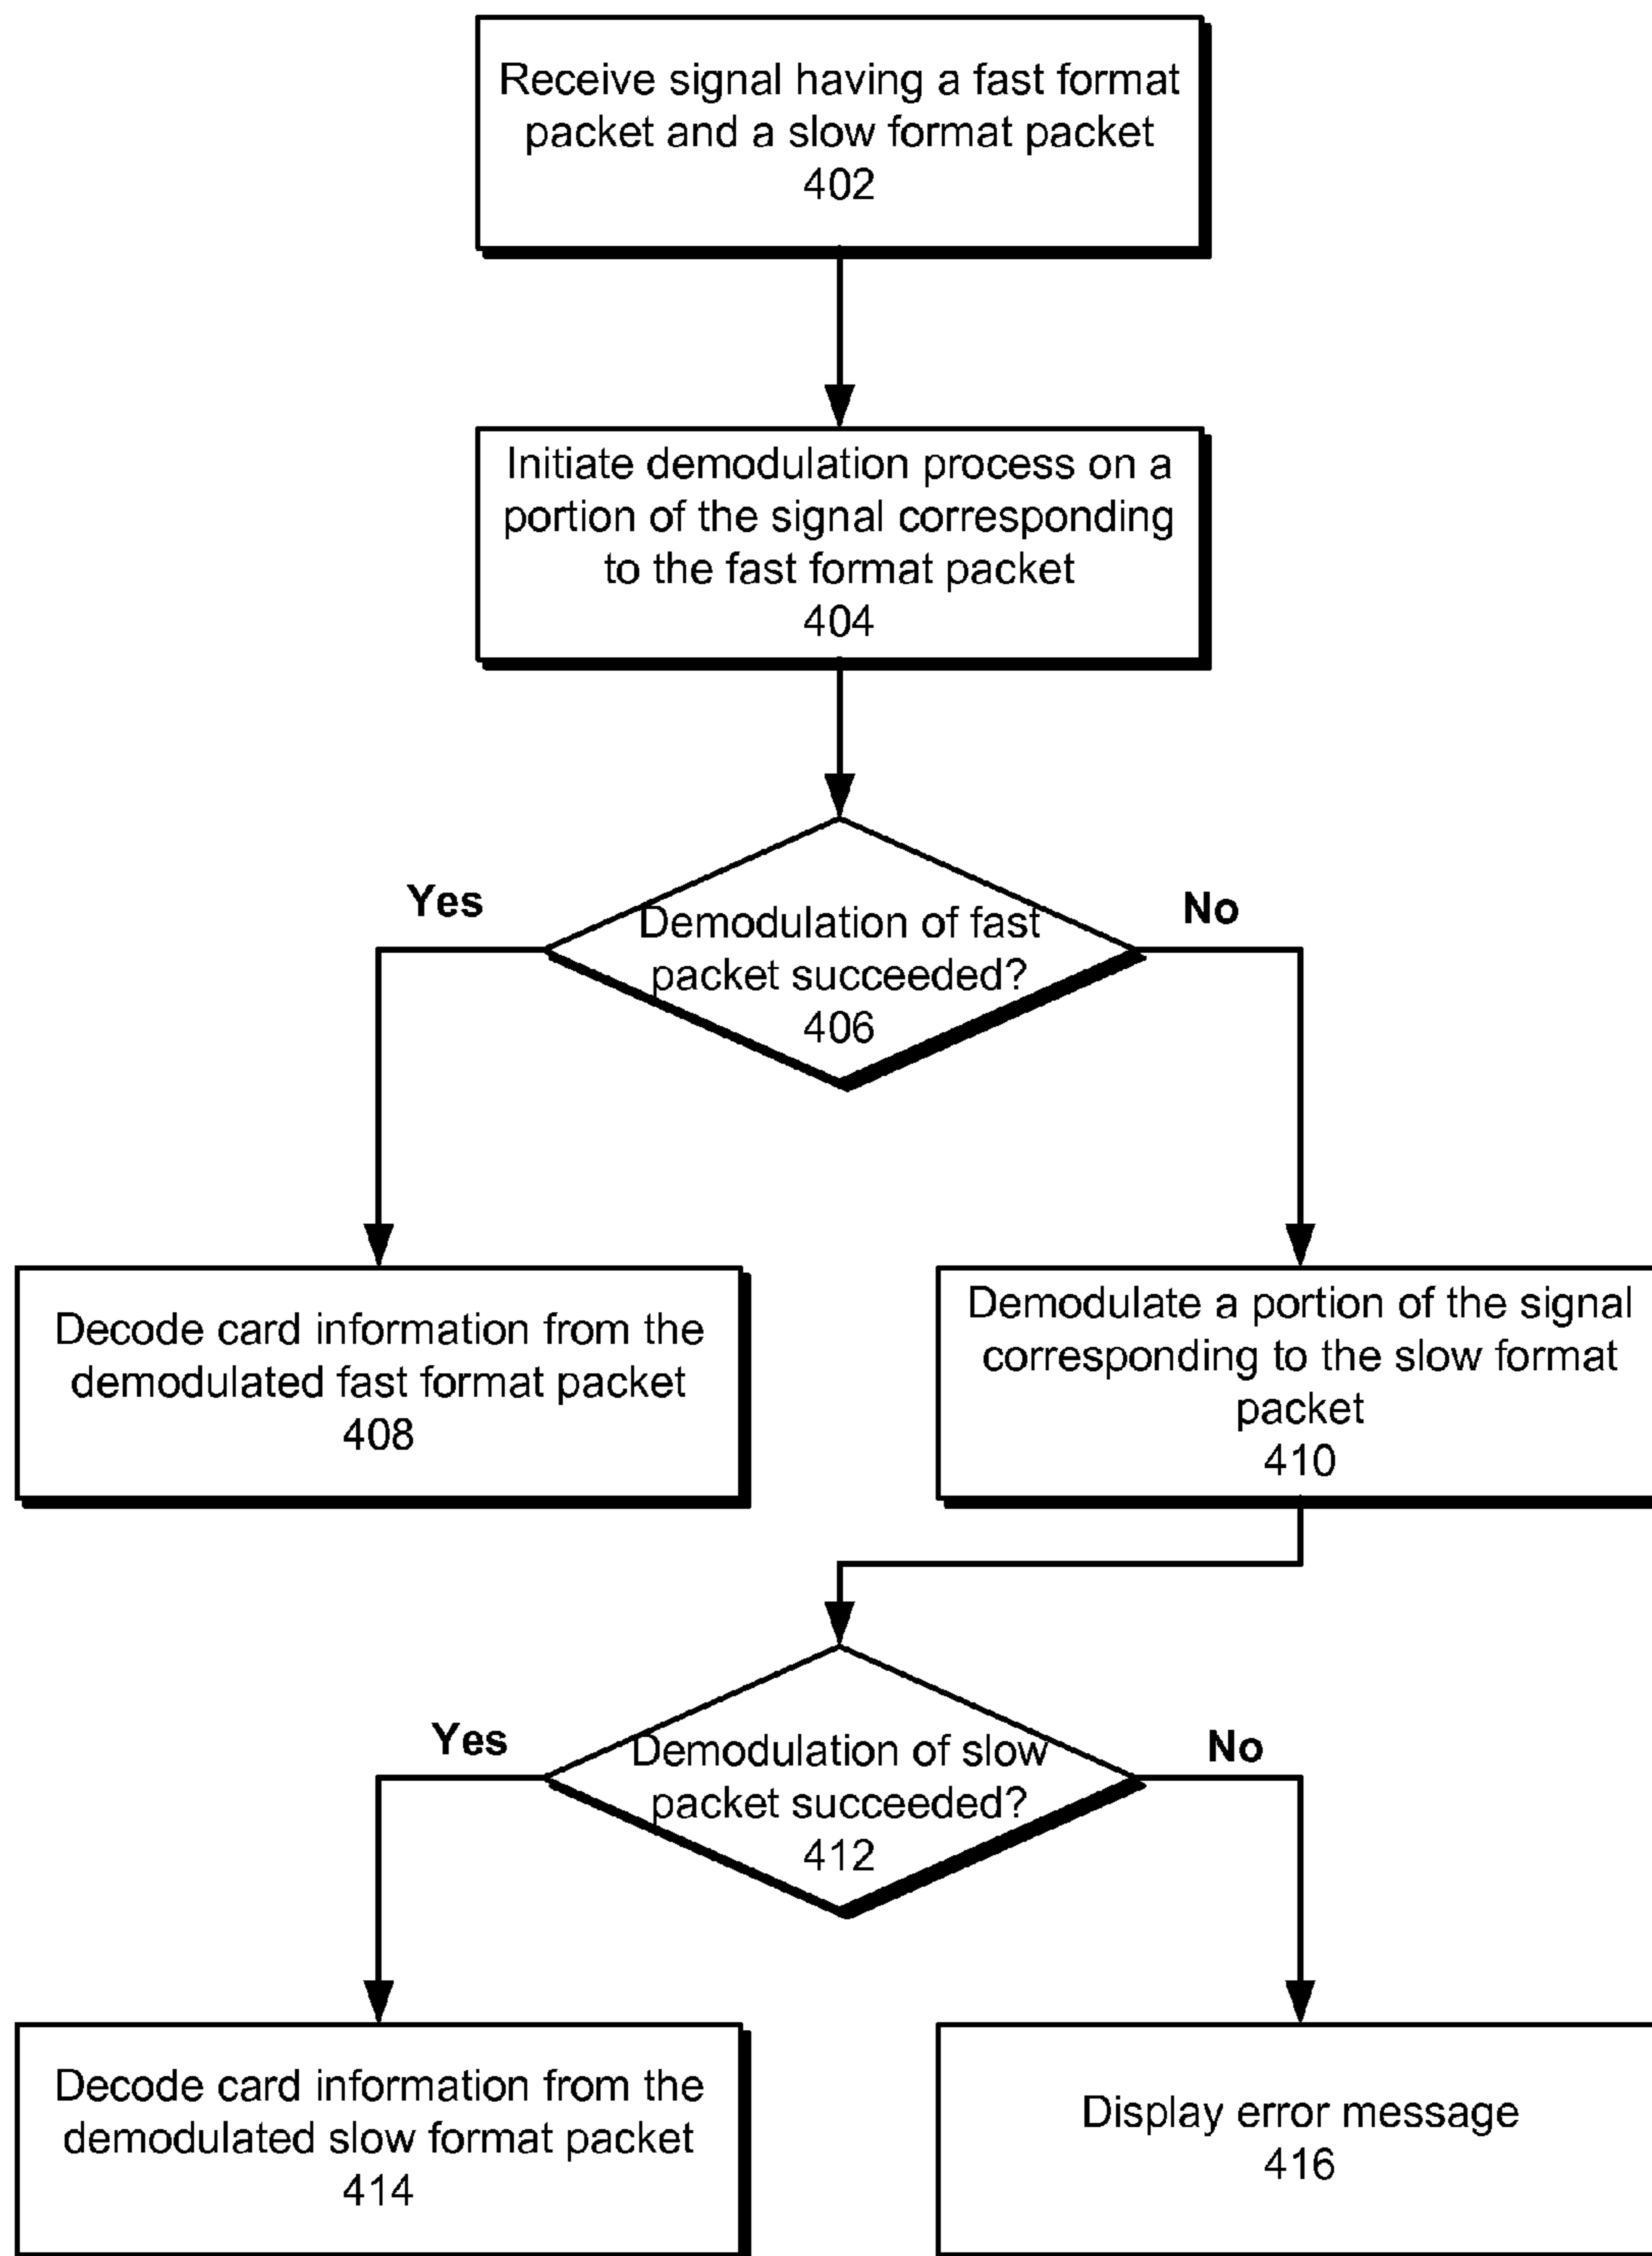 Receive signal having a fast format
packet and a slow format packet
402
Initiate demodulation process on a
portion of the signal corresponding
to the fast format packet
404
Yes
No
Demodulation of fast
packet succeeded?
406
Decode card information from the
demodulated fast format packet
408
Demodulate a portion of the signal
corresponding to the slow format
packet
410
Yes
No
Demodulation of slow
packet succeeded?
412
Decode card information from the
demodulated slow format packet
414
Display error message
416